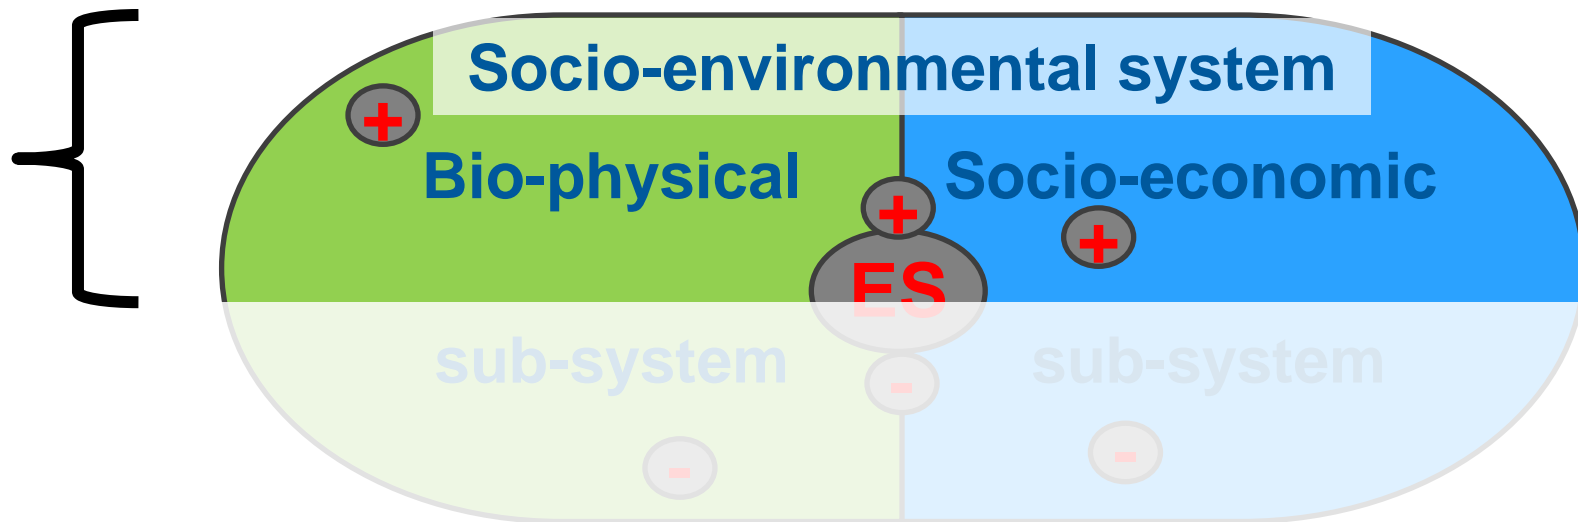 Socio-environmental system
+
Bio-physical Socio-economic
+ +
ES
sub-system sub-system
-
- -